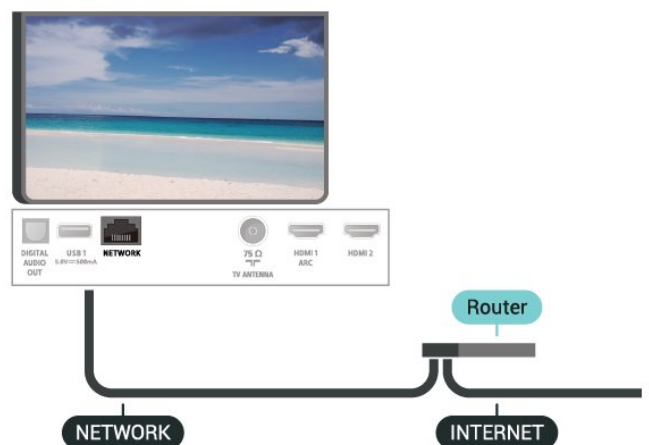 DIGITAL
AUDIO
OUT
USB 1
5.0V⎓500mA
NETWORK
75 Ω
TV ANTENNA
HDMI 1
ARC
HDMI 2
Router
NETWORK
INTERNET